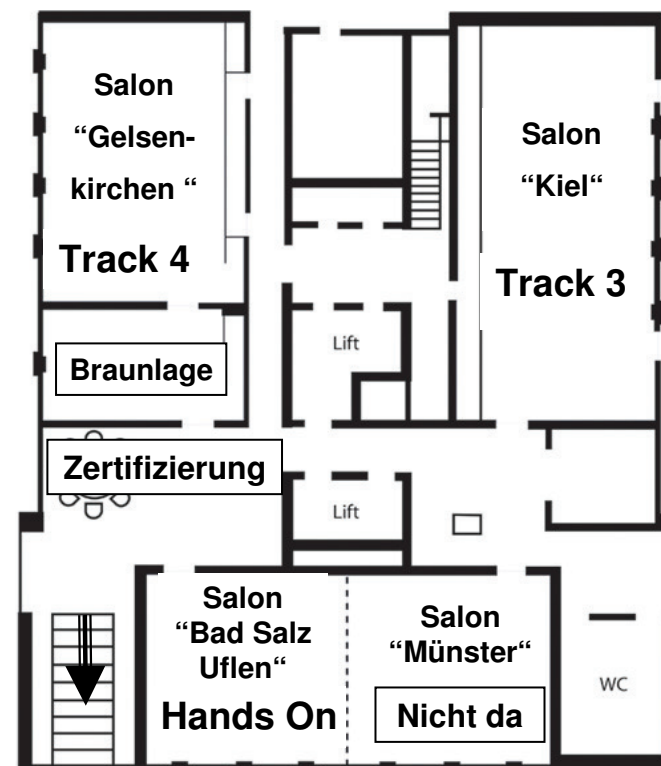 Salon
“Gelsen-
kirchen “
Track 4
Salon
“Kiel“
Track 3
Lift
Braunlage
Zertifizierung
Lift
Salon
“Bad Salz
Uflen“
Hands On
Salon
“Münster“
Nicht da
WC